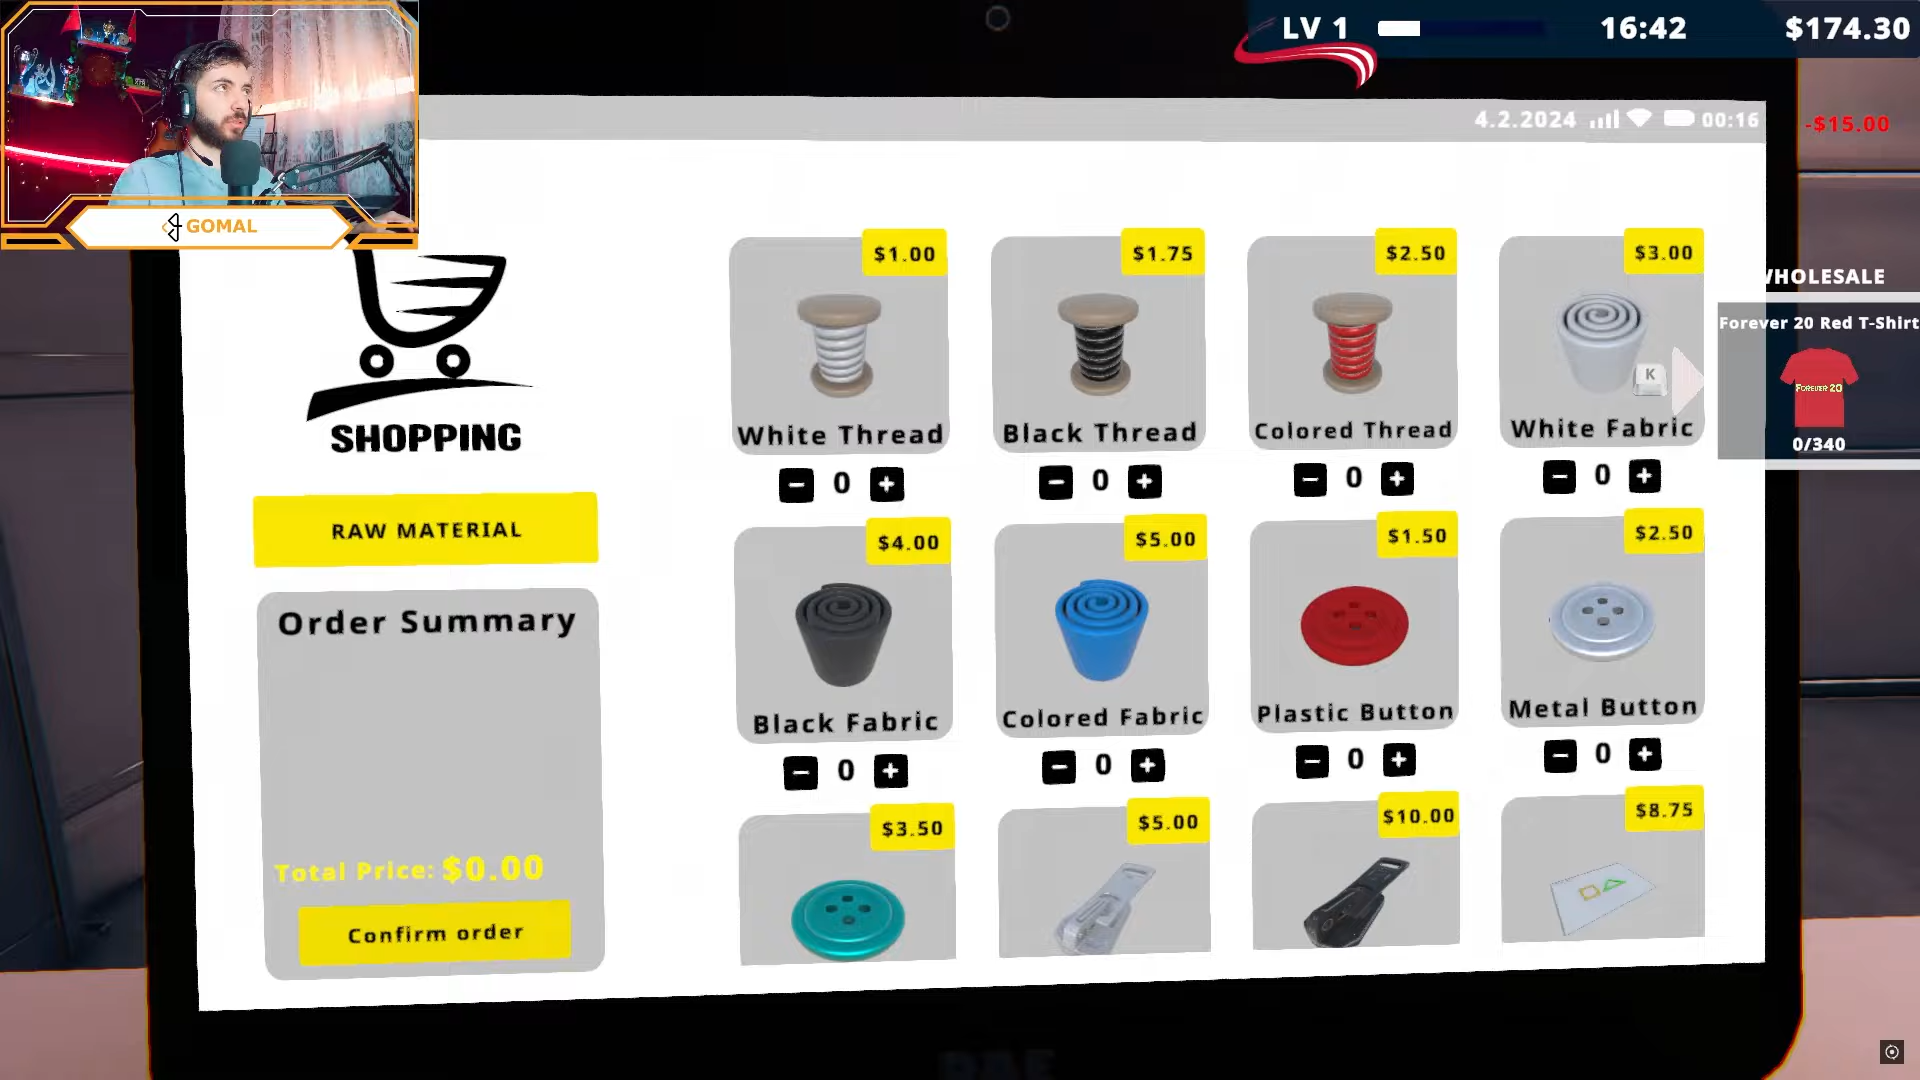 LV 1
16:42
$174.30
4.2.2024
00:16
-$15.00
GOMAL
SHOPPING
RAW MATERIAL
Order Summary
Total Price: $0.00
Confirm order
$1.00
$1.75
$2.50
$3.00
White Thread
Black Thread
Colored Thread
White Fabric
K
0
0
0
0
$4.00
$5.00
$1.50
$2.50
Black Fabric
Colored Fabric
Plastic Button
Metal Button
0
0
0
0
$3.50
$5.00
$10.00
$8.75
WHOLESALE
Forever 20 Red T-Shirt
FOREVER 20
0/340